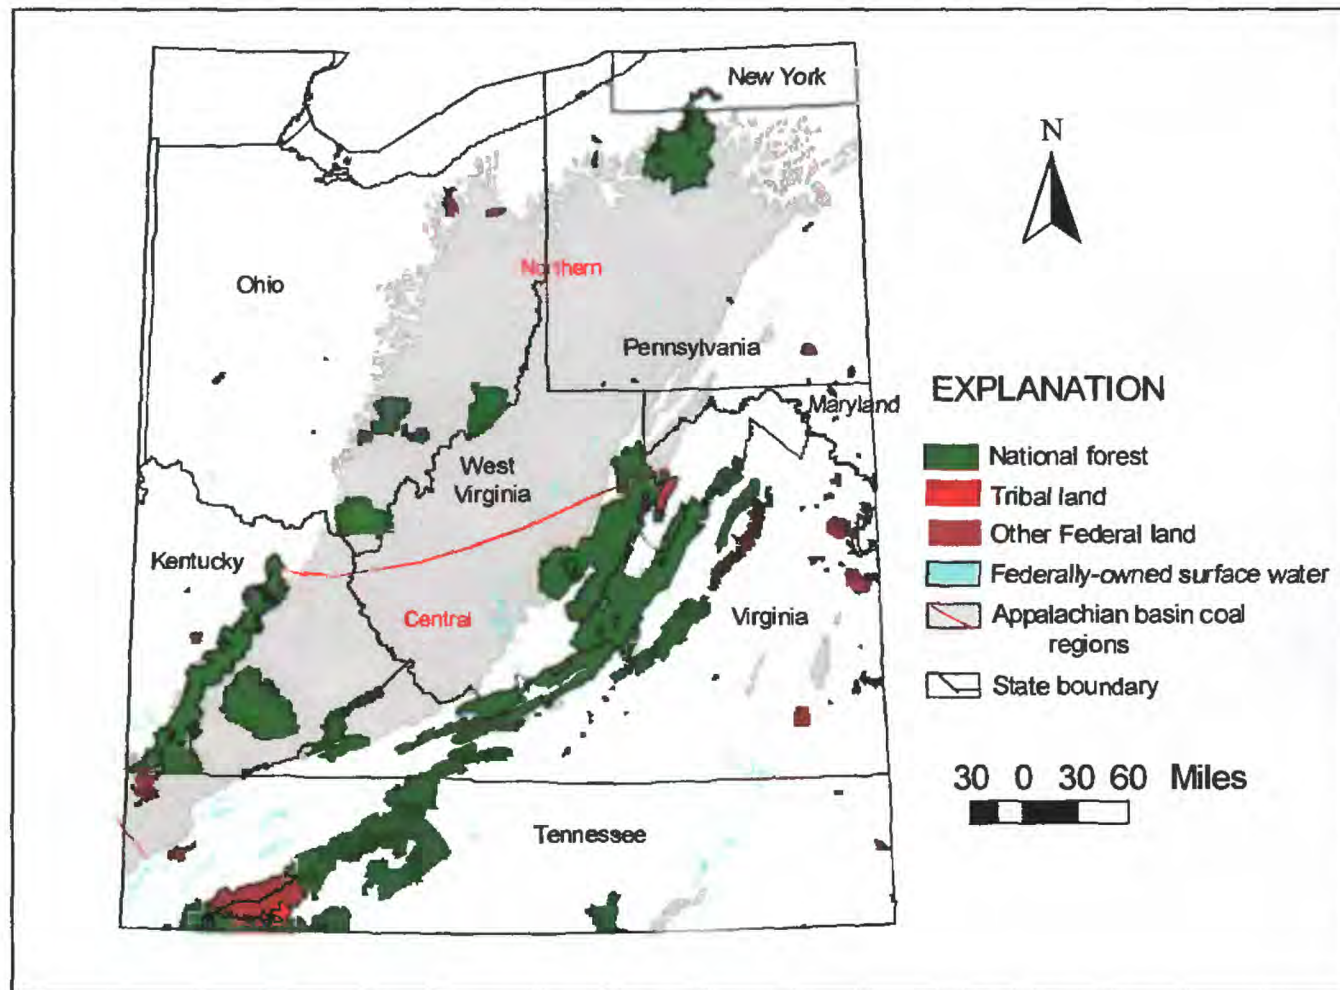 New York
N
Northern
Ohio
Pennsylvania
EXPLANATION
Maryland
National forest
West
Virginia
Tribal land
Other Federal land
Kentucky
Federally-owned surface water
Central
Virginia
Appalachian basin coal
regions
State boundary
30 0 30 60 Miles
Tennessee